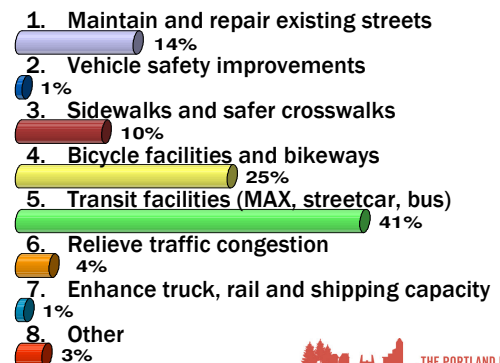 1. Maintain and repair existing streets
14%
2. Vehicle safety improvements
1%
3. Sidewalks and safer crosswalks
10%
4. Bicycle facilities and bikeways
25%
5. Transit facilities (MAX, streetcar, bus)
41%
6. Relieve traffic congestion
4%
7. Enhance truck, rail and shipping capacity
1%
8. Other
3%
THE PORTLAND